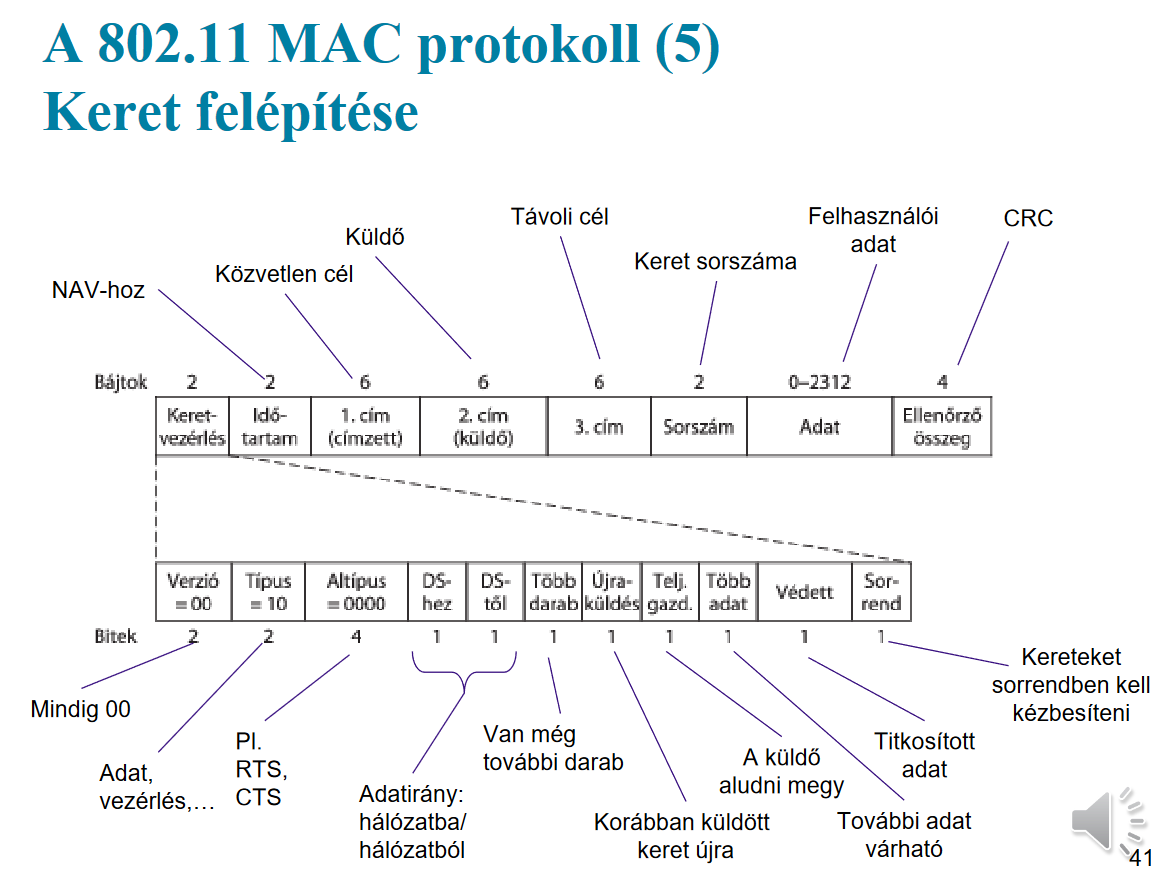 A 802.11 MAC protokoll (5)
Keret felépítése
Távoli cél
Felhasználói
adat
CRC
Küldő
Keret sorszáma
Közvetlen cél
NAV-hoz
Bájtok 2 2 6 6 6 2 0–2312 4
Keret-
vezérlés
Idő-
tartam
1. cím
(címzett)
2. cím
(küldő)
3. cím
Sorszám
Adat
Ellenőrző
összeg
Verzió
= 00
Típus
= 10
Altípus
= 0000
DS-
hez
DS-
től
Több
darab
Újra-
küldés
Telj.
gazd.
Több
adat
Védett
Sor-
rend
Bitek 2 2 4 1 1 1 1 1 1 1 1
Mindig 00
Adat,
vezérlés,...
Pl.
RTS,
CTS
Adatirány:
hálózatba/
hálózatból
Van még
további darab
Korábban küldött
keret újra
A küldő
aludni megy
További adat
várható
Titkosított
adat
Kereteket
sorrendben kell
kézbesíteni
41